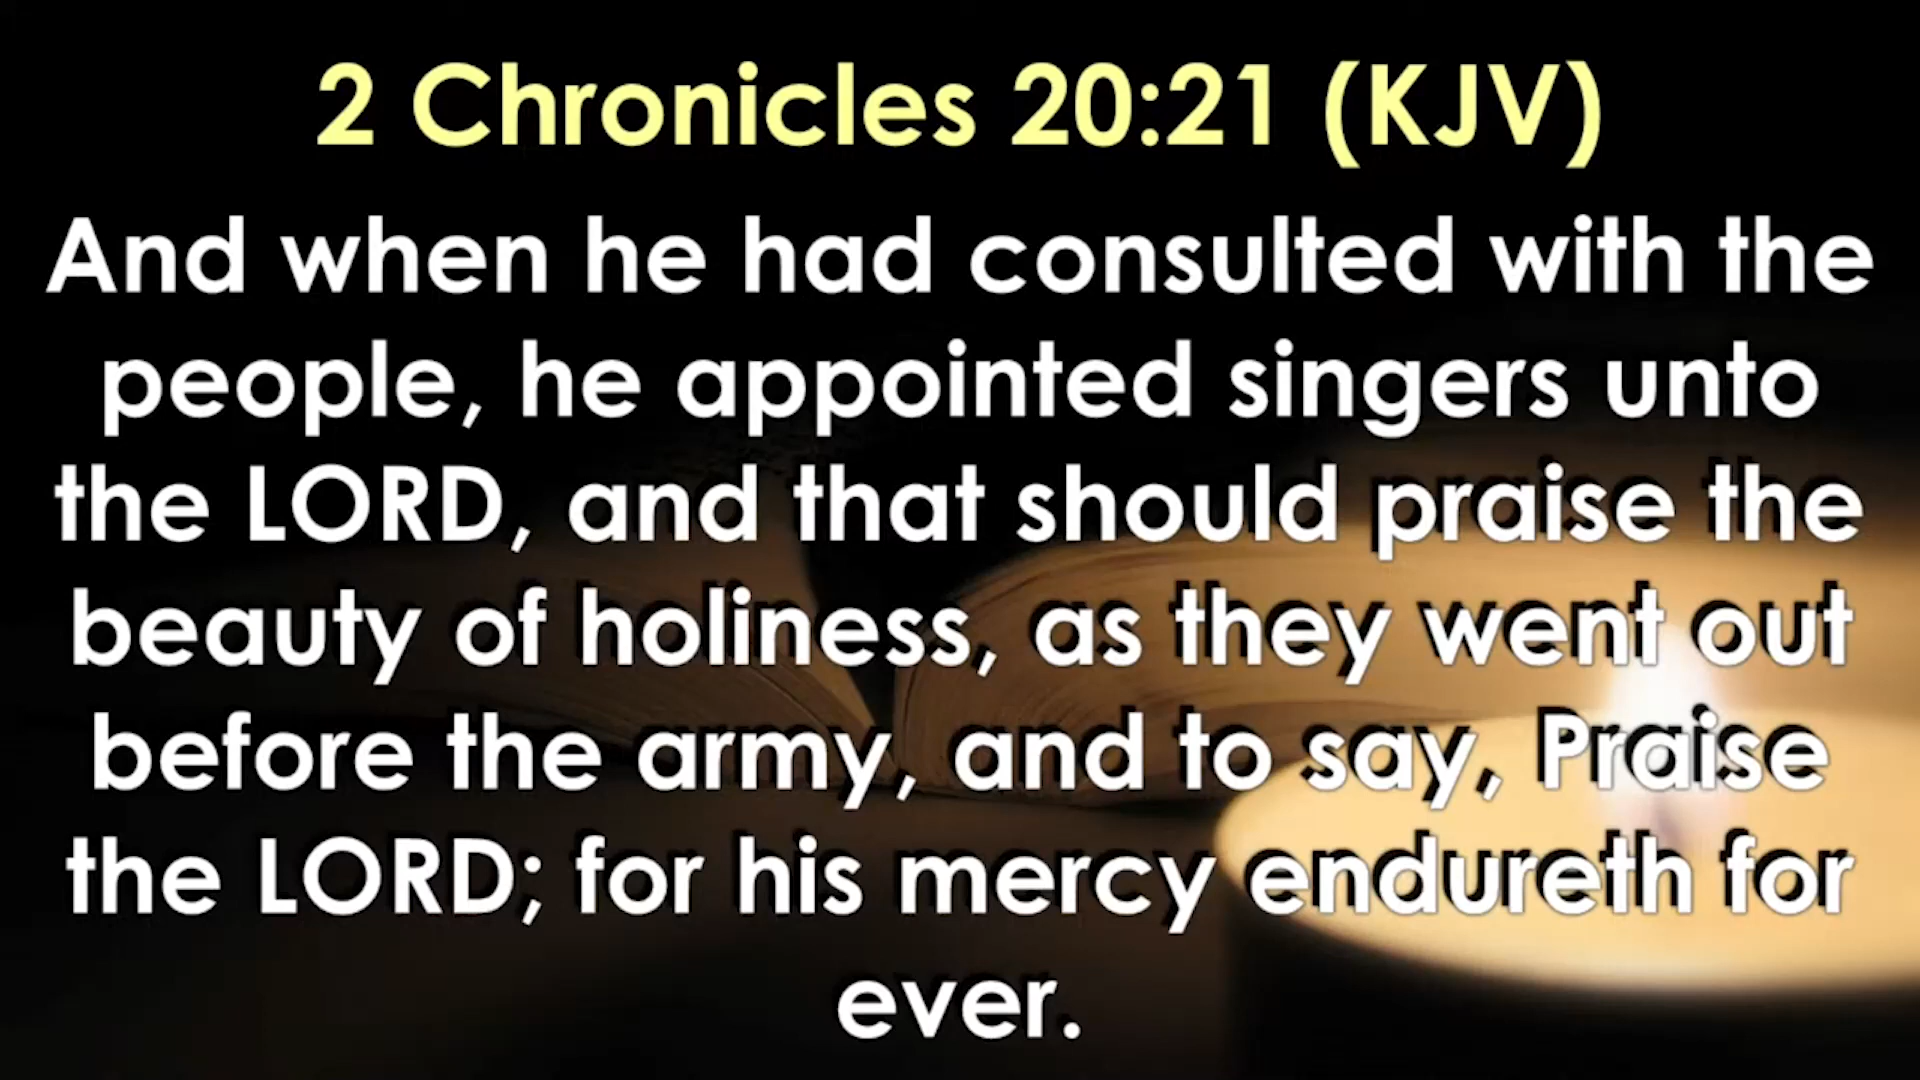 2 Chronicles 20:21 (KJV)
And when he had consulted with the
people, he appointed singers unto
the LORD, and that should praise the
beauty of holiness, as they went out
before the army, and to say, Praise
the LORD; for his mercy endureth for
ever.